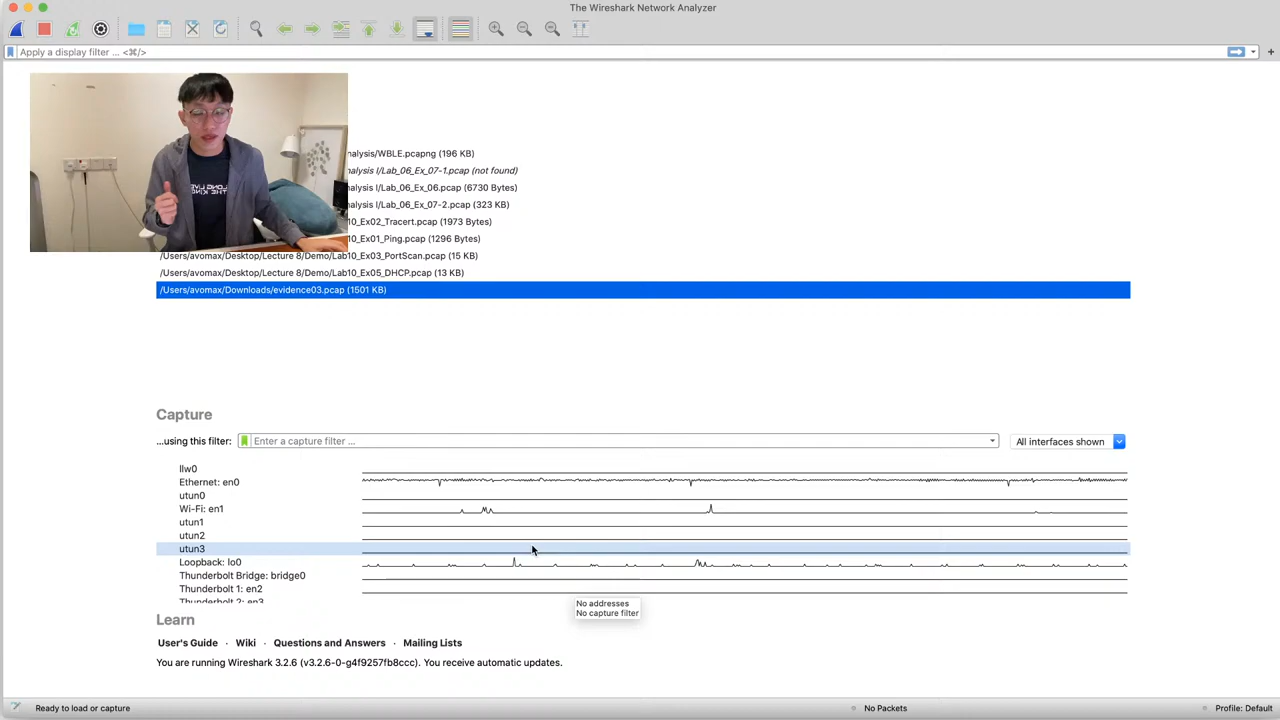 The Wireshark Network Analyzer
Apply a display filter ... <⌘/>
nalysis/WBLE.pcapng (196 KB)
nalysis I/Lab_06_Ex_07-1.pcap (not found)
nalysis I/Lab_06_Ex_06.pcap (6730 Bytes)
nalysis I/Lab_06_Ex_07-2.pcap (323 KB)
10_Ex02_Tracert.pcap (1973 Bytes)
10_Ex01_Ping.pcap (1296 Bytes)
/Users/avomax/Desktop/Lecture 8/Demo/Lab10_Ex03_PortScan.pcap (15 KB)
/Users/avomax/Desktop/Lecture 8/Demo/Lab10_Ex05_DHCP.pcap (13 KB)
/Users/avomax/Downloads/evidence03.pcap (1501 KB)
Capture
...using this filter: Enter a capture filter ... All interfaces shown
llw0
Ethernet: en0
utun0
Wi-Fi: en1
utun1
utun2
utun3
Loopback: lo0
Thunderbolt Bridge: bridge0
Thunderbolt 1: en2
Thunderbolt 2: en3
No addresses
No capture filter
Learn
User's Guide · Wiki · Questions and Answers · Mailing Lists
You are running Wireshark 3.2.6 (v3.2.6-0-g4f9257fb8ccc). You receive automatic updates.
Ready to load or capture
No Packets
Profile: Default